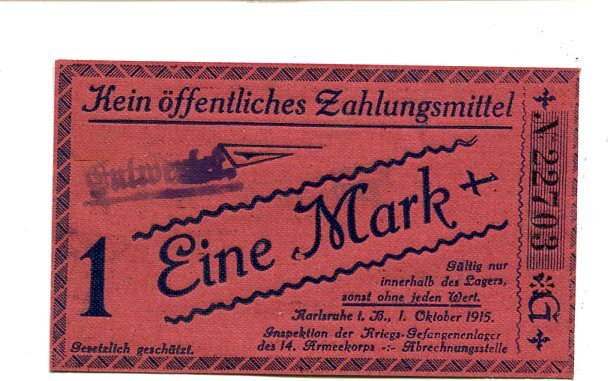 Kein öffentliches Zahlungsmittel
Entwertet.
1 Eine Mark
Gültig nur
innerhalb des Lagers,
sonst ohne jeden Wert.
Karlsruhe i. B., 1. Oktober 1915.
Inspektion der Kriegs-Gefangenenlager
des 14. Armeekorps -:- Abrechnungsstelle
Gesetzlich geschützt.
N 22703